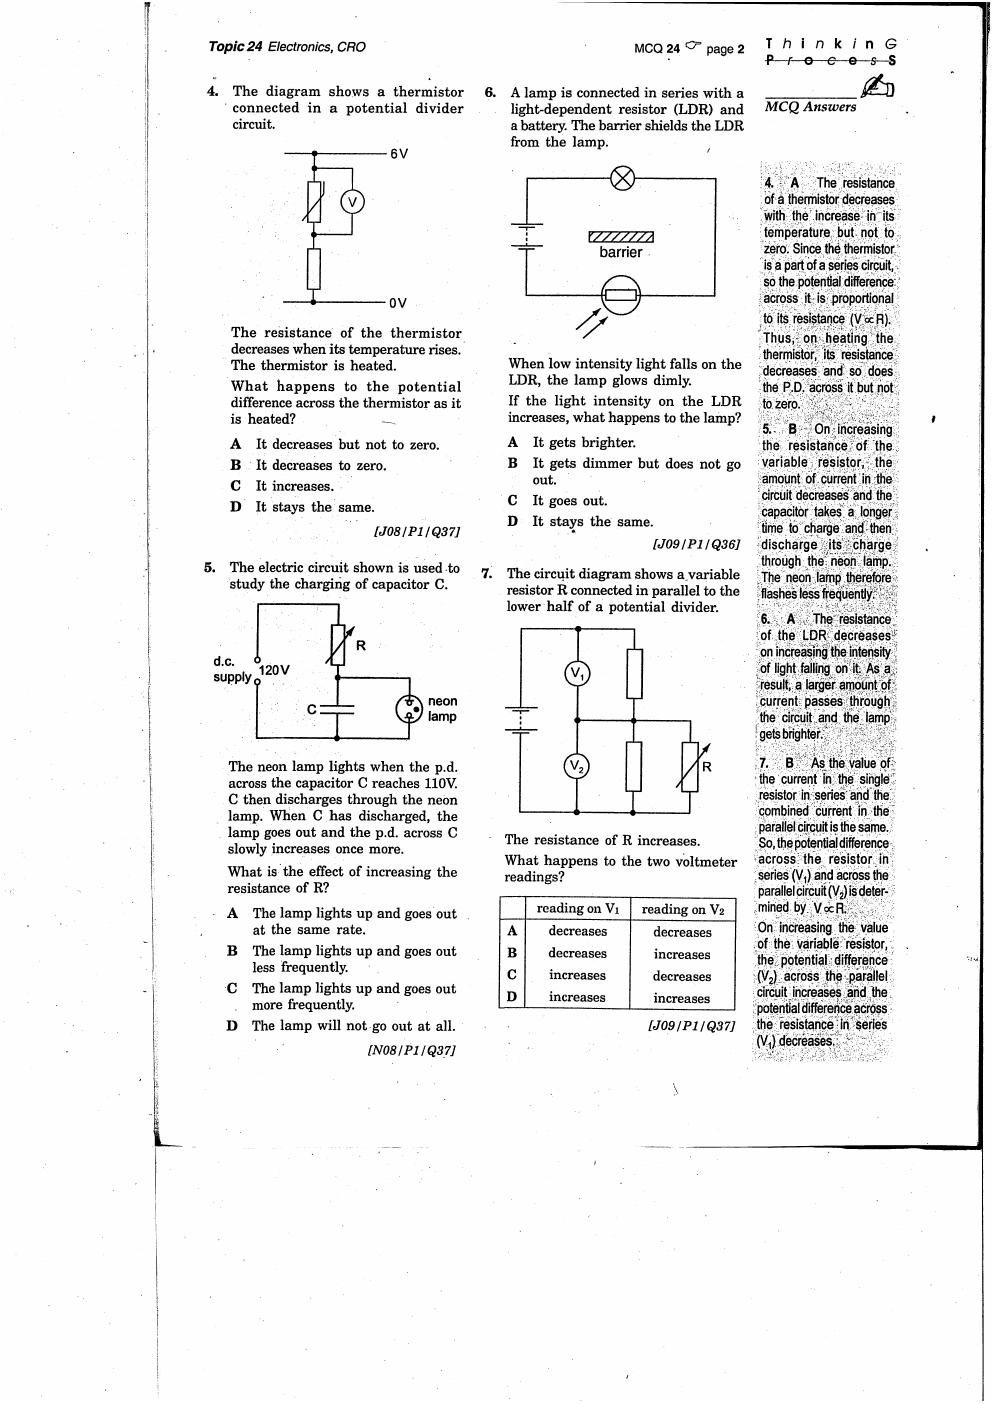 Topic 24 Electronics, CRO
MCQ 24 ☞ page 2
ThinkinG
ProcesS
MCQ Answers
4. The diagram shows a thermistor
connected in a potential divider
circuit.
6V
V
0V
The resistance of the thermistor
decreases when its temperature rises.
The thermistor is heated.
What happens to the potential
difference across the thermistor as it
is heated?
A It decreases but not to zero.
B It decreases to zero.
C It increases.
D It stays the same.
[J08/P1/Q37]
5. The electric circuit shown is used to
study the charging of capacitor C.
R
d.c.
supply
120V
C
neon
lamp
The neon lamp lights when the p.d.
across the capacitor C reaches 110V.
C then discharges through the neon
lamp. When C has discharged, the
lamp goes out and the p.d. across C
slowly increases once more.
What is the effect of increasing the
resistance of R?
A The lamp lights up and goes out
at the same rate.
B The lamp lights up and goes out
less frequently.
C The lamp lights up and goes out
more frequently.
D The lamp will not go out at all.
[N08/P1/Q37]
6. A lamp is connected in series with a
light-dependent resistor (LDR) and
a battery. The barrier shields the LDR
from the lamp.
barrier
When low intensity light falls on the
LDR, the lamp glows dimly.
If the light intensity on the LDR
increases, what happens to the lamp?
A It gets brighter.
B It gets dimmer but does not go
out.
C It goes out.
D It stays the same.
[J09/P1/Q36]
7. The circuit diagram shows a variable
resistor R connected in parallel to the
lower half of a potential divider.
V1
V2
R
The resistance of R increases.
What happens to the two voltmeter
readings?
reading on V1 reading on V2
A decreases decreases
B decreases increases
C increases decreases
D increases increases
[J09/P1/Q37]
4. A The resistance
of a thermistor decreases
with the increase in its
temperature but not to
zero. Since the thermistor
is a part of a series circuit,
so the potential difference
across it is proportional
to its resistance (V ∝ R).
Thus, on heating the
thermistor, its resistance
decreases and so does
the P.D. across it but not
to zero.
5. B On increasing
the resistance of the
variable resistor, the
amount of current in the
circuit decreases and the
capacitor takes a longer
time to charge and then
discharge its charge
through the neon lamp.
The neon lamp therefore
flashes less frequently.
6. A The resistance
of the LDR decreases
on increasing the intensity
of light falling on it. As a
result, a larger amount of
current passes through
the circuit and the lamp
gets brighter.
7. B As the value of
the current in the single
resistor in series and the
combined current in the
parallel circuit is the same.
So, the potential difference
across the resistor in
series (V1) and across the
parallel circuit (V2) is deter-
mined by V ∝ R.
On increasing the value
of the variable resistor,
the potential difference
(V2) across the parallel
circuit increases and the
potential difference across
the resistance in series
(V1) decreases.